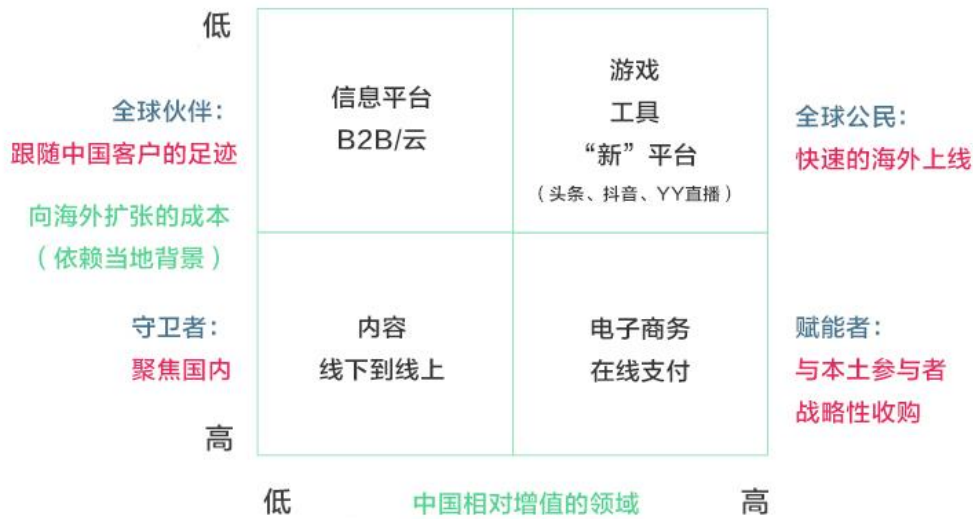 低
全球伙伴：
跟随中国客户的足迹
向海外扩张的成本
（依赖当地背景）
守卫者：
聚焦国内
高
信息平台
B2B/云
游戏
工具
“新”平台
（头条、抖音、YY直播）
内容
线下到线上
电子商务
在线支付
全球公民：
快速的海外上线
赋能者：
与本土参与者
战略性收购
低
中国相对增值的领域
高